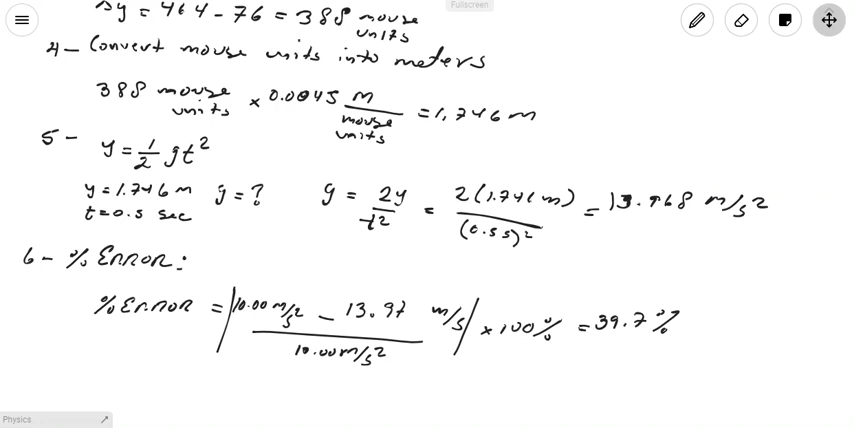 Fullscreen
Δy = 464 - 76 = 388 mouse units
4- Convert mouse units into meters
388 mouse units × 0.0045 m / mouse units = 1.746 m
5- y = 1/2 gt²
y = 1.746 m g = ? g = 2y / t² = 2(1.746 m) / (0.5s)² = 13.968 m/s²
t = 0.5 sec
6- % ERROR:
% ERROR = | 10.00 m/s² - 13.97 m/s / 10.00 m/s² | × 100% = 39.7%
Physics